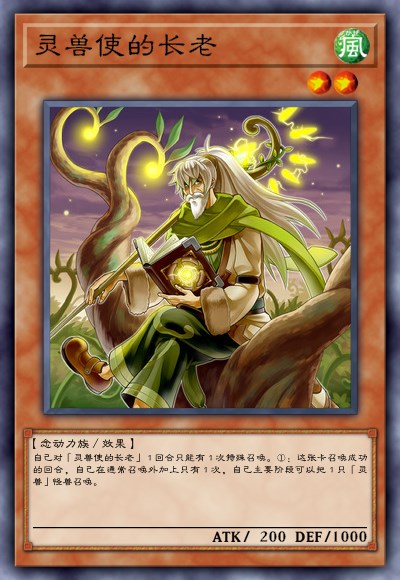 灵兽使的长老
風
【念动力族/效果】
自己对「灵兽使的长老」1回合只能有1次特殊召唤。①：这张卡召唤成功
的回合，自己在通常召唤外加上只有1次，自己主要阶段可以把1只「灵
兽」怪兽召唤。
ATK/ 200 DEF/1000